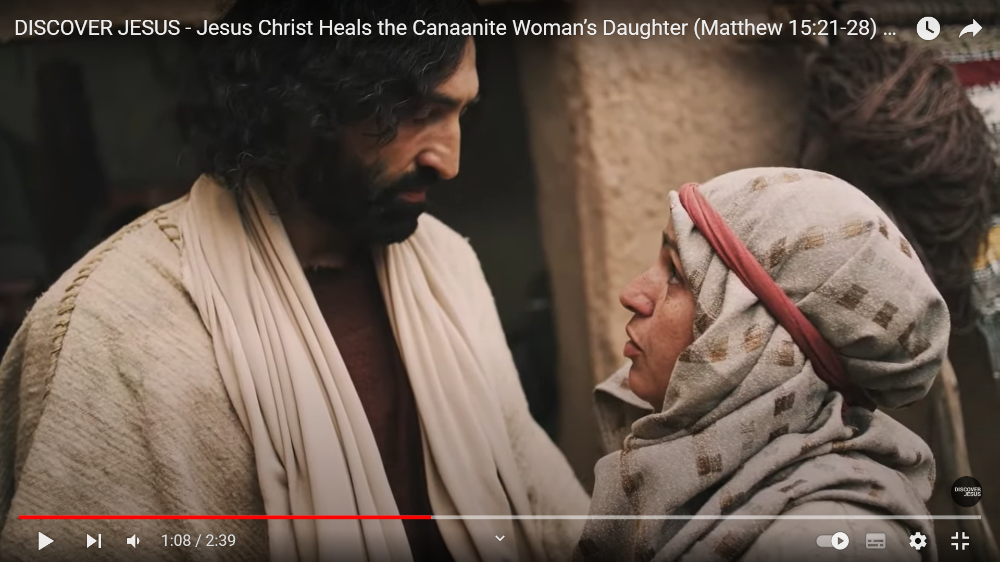 DISCOVER JESUS - Jesus Christ Heals the Canaanite Woman’s Daughter (Matthew 15:21-28) ...
DISCOVER
JESUS
1:08 / 2:39